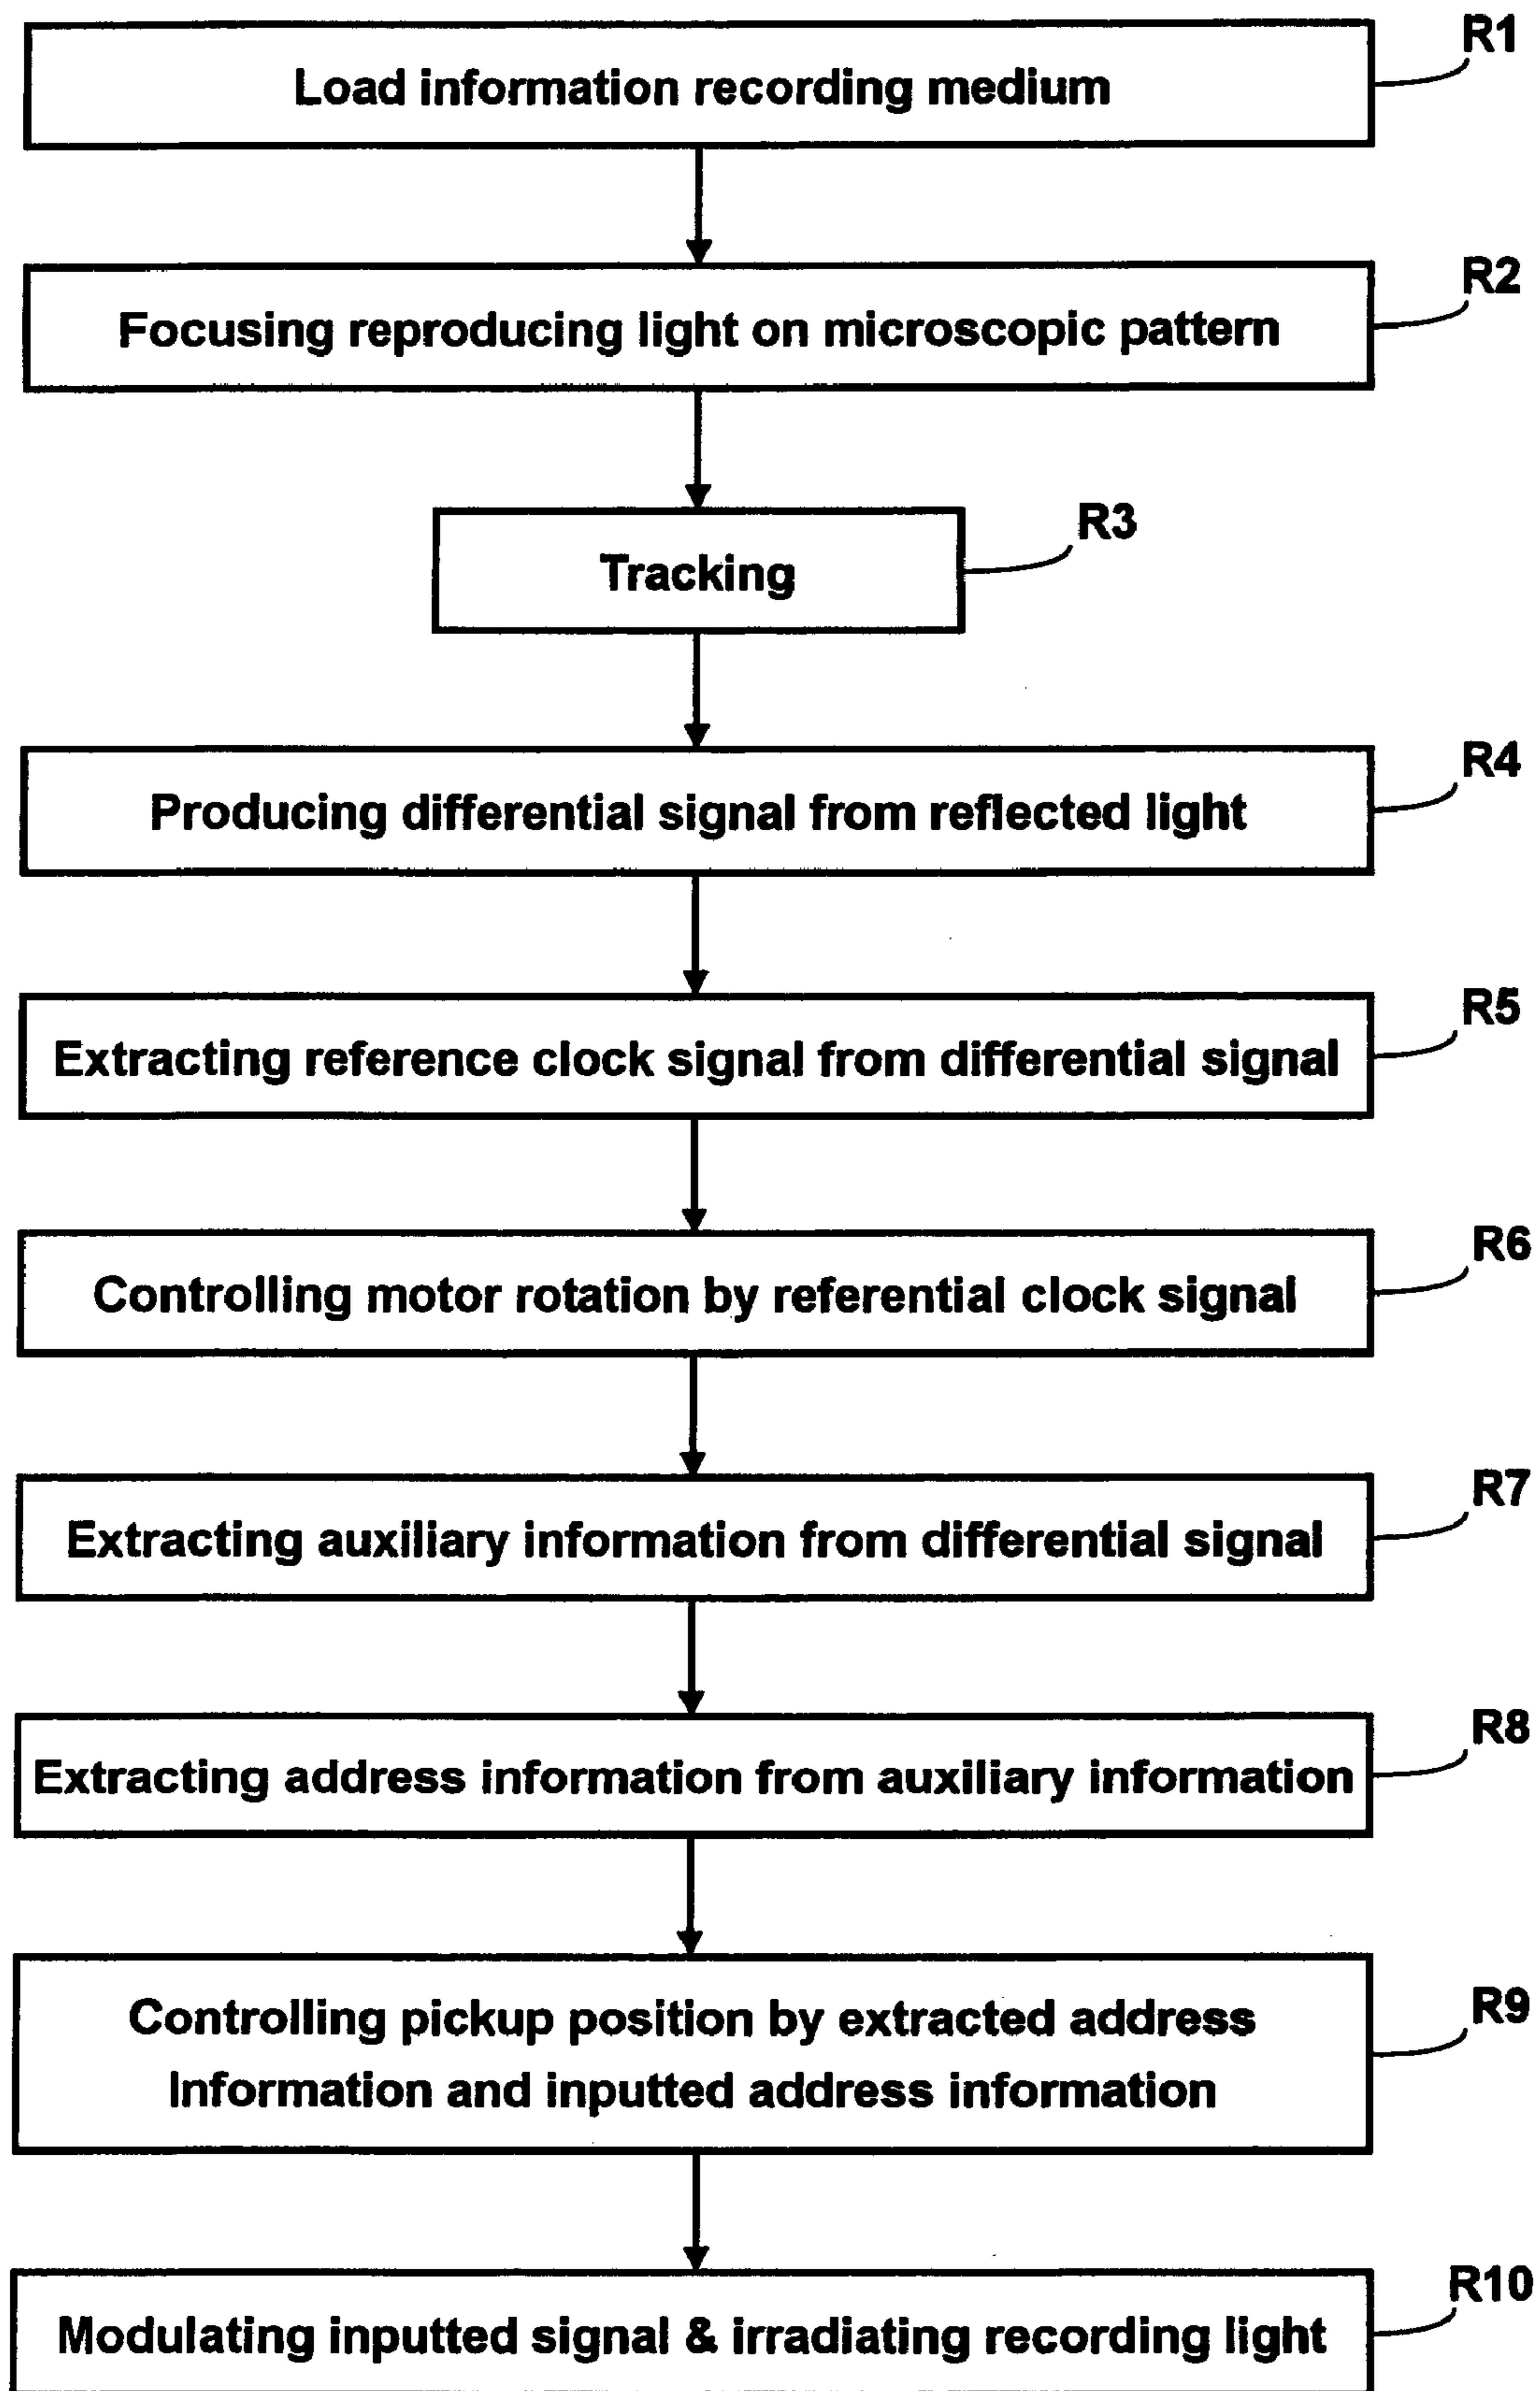 R1
Load information recording medium
R2
Focusing reproducing light on microscopic pattern
R3
Tracking
R4
Producing differential signal from reflected light
R5
Extracting reference clock signal from differential signal
R6
Controlling motor rotation by referential clock signal
R7
Extracting auxiliary information from differential signal
R8
Extracting address information from auxiliary information
R9
Controlling pickup position by extracted address
Information and inputted address information
R10
Modulating inputted signal & irradiating recording light